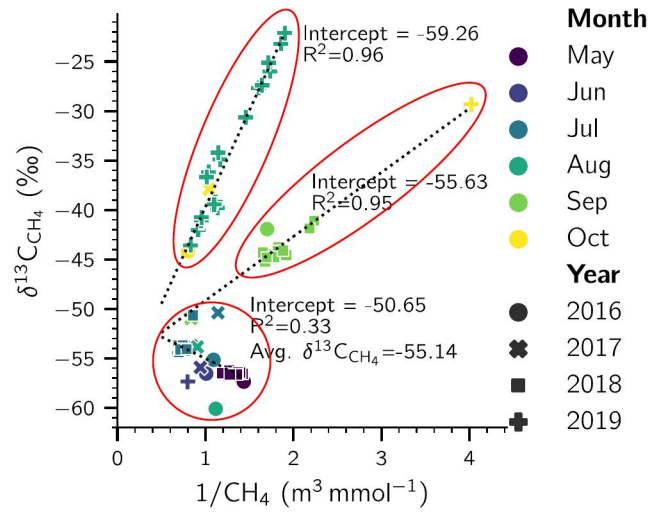 Intercept = -59.26
R²=0.96
Intercept = -55.63
R²=0.95
Intercept = -50.65
R²=0.33
Avg. δ¹³C_CH₄=-55.14
−25
−30
−35
−40
−45
−50
−55
−60
δ¹³C_CH₄ (‰)
0 1 2 3 4
1/CH₄ (m³ mmol⁻¹)
Month
May
Jun
Jul
Aug
Sep
Oct
Year
2016
2017
2018
2019